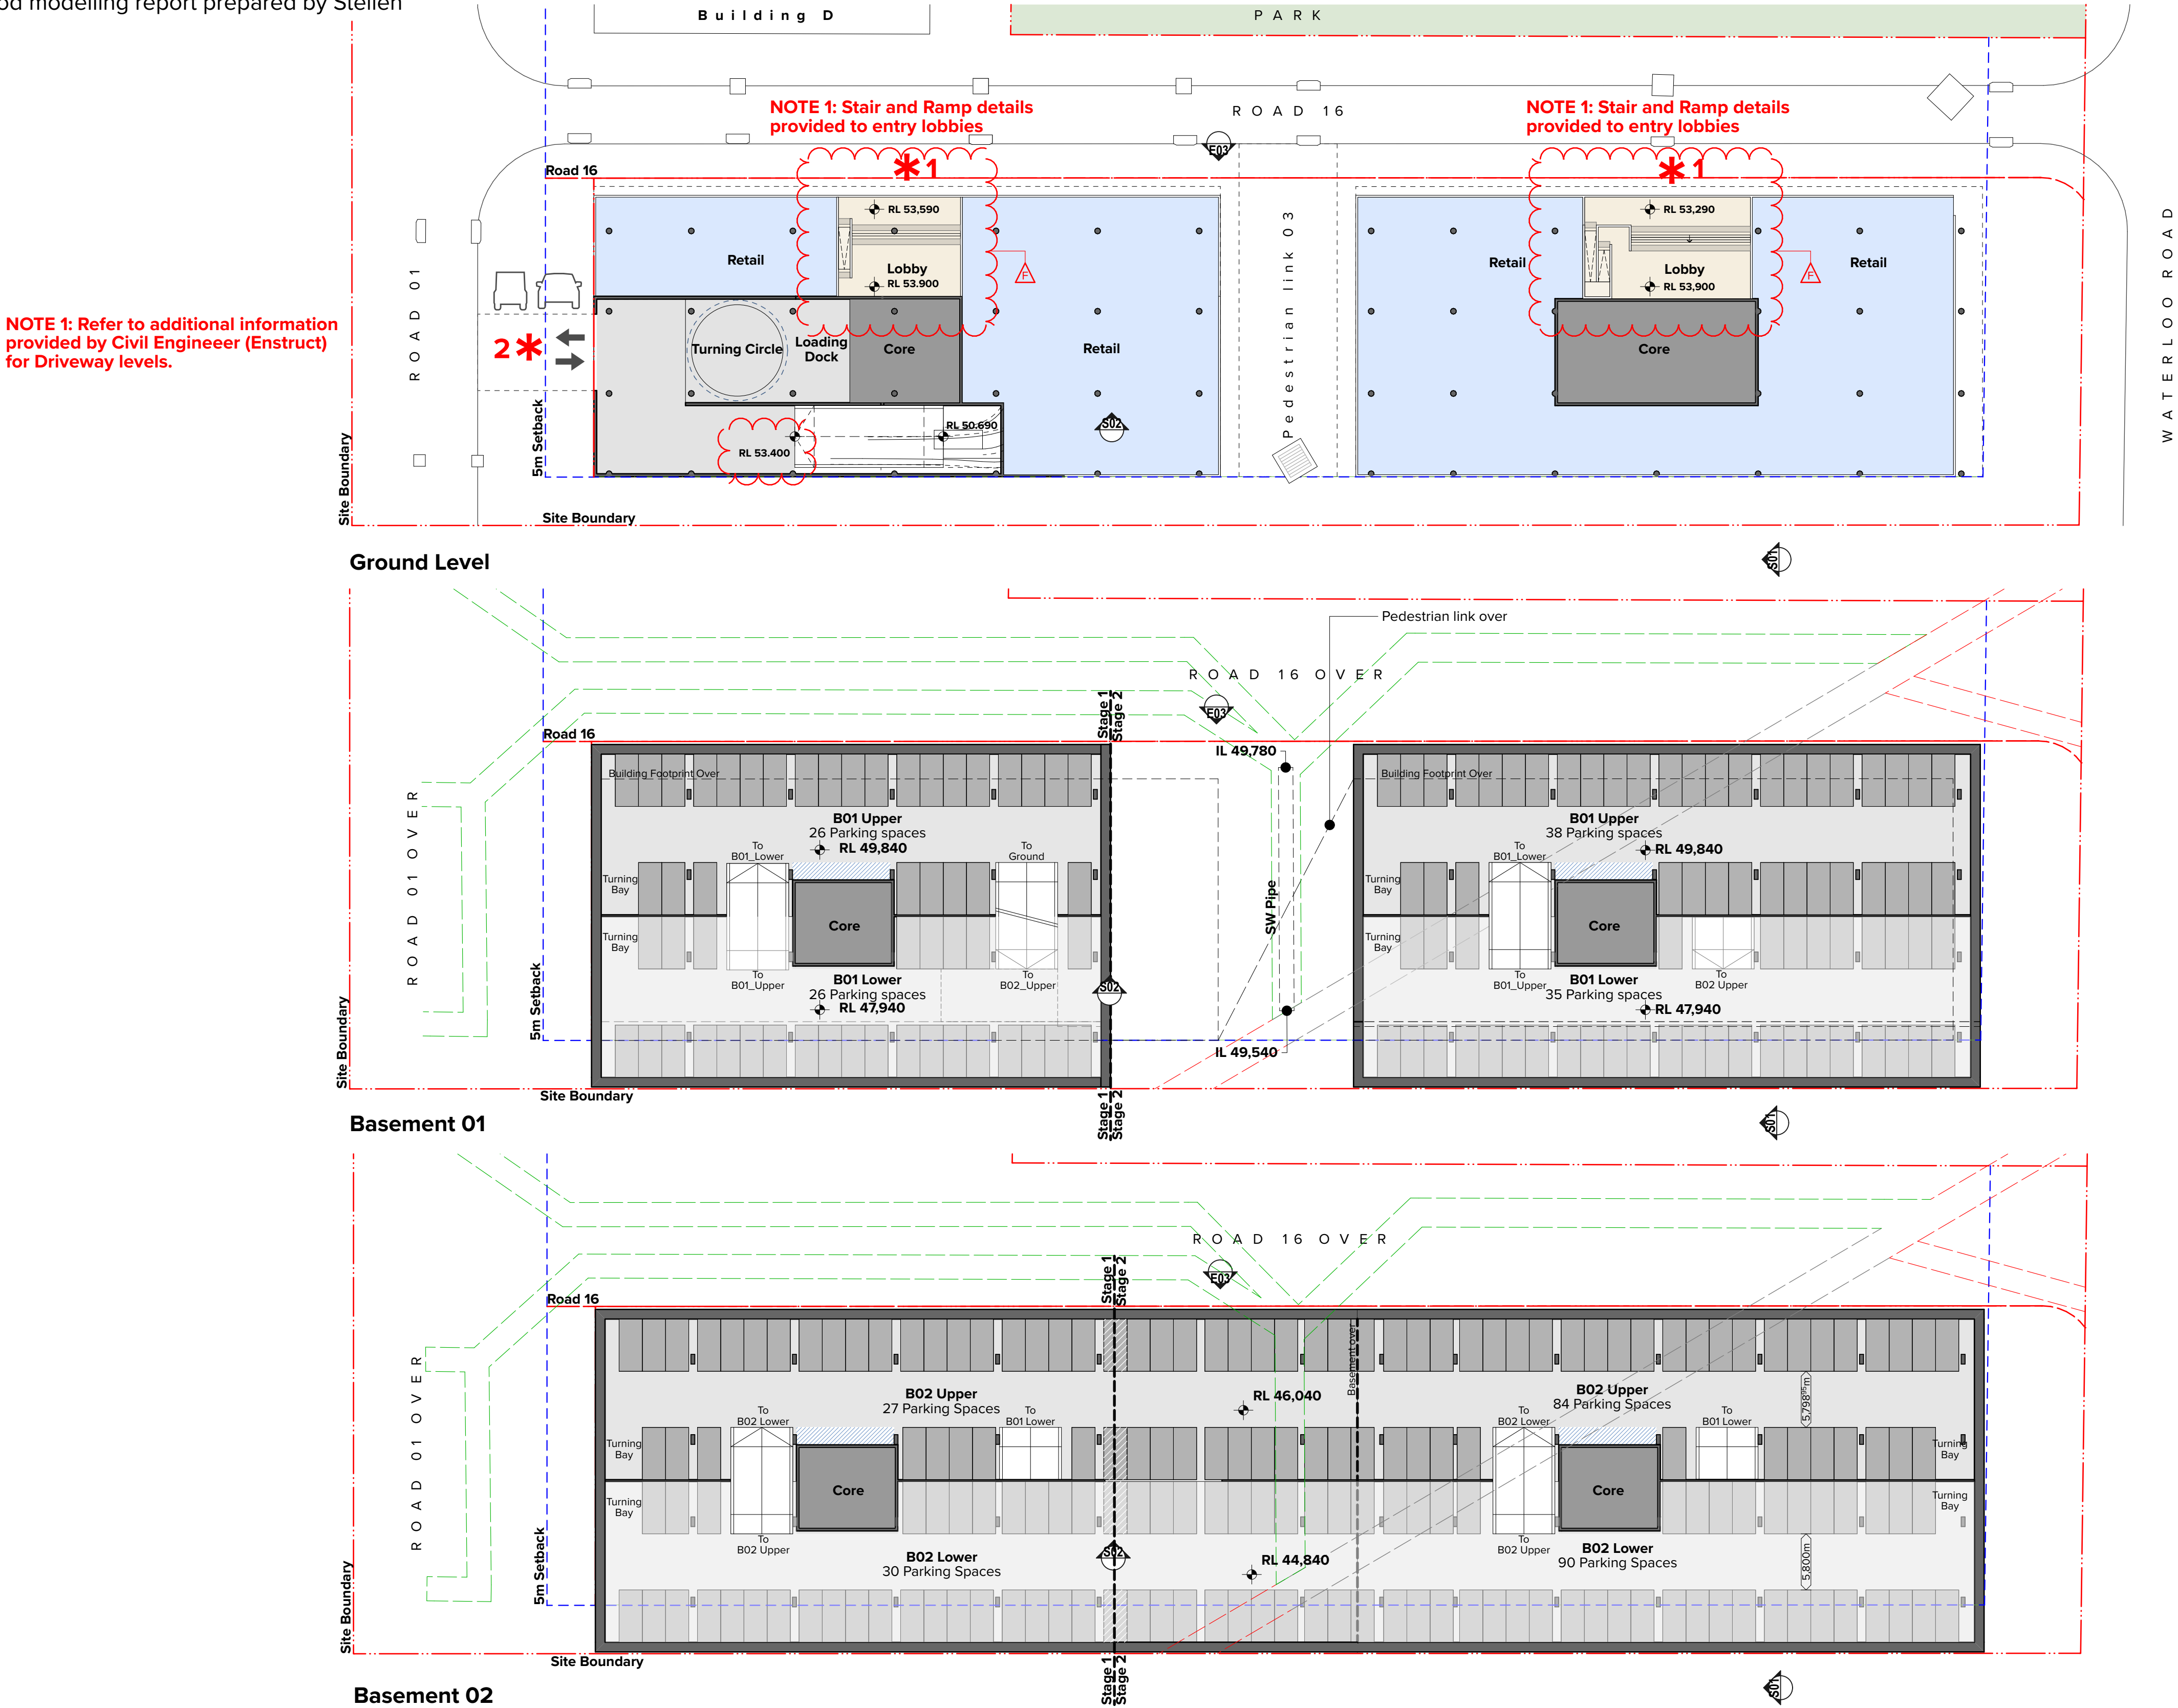 od modelling report prepared by Stellen
Building D
PARK
NOTE 1: Stair and Ramp details
provided to entry lobbies
ROAD 16
NOTE 1: Stair and Ramp details
provided to entry lobbies
E03
1
1
Road 16
RL 53,590
RL 53,290
ROAD 01
Pedestrian link 03
WATERLOO ROAD
Retail
Lobby
RL 53.900
F
Retail
Lobby
RL 53,900
F
Retail
NOTE 1: Refer to additional information
provided by Civil Engineeer (Enstruct)
for Driveway levels.
2
Turning Circle
Loading
Dock
Core
Retail
Core
5m Setback
RL 50.690
S02
RL 53.400
Site Boundary
Site Boundary
Ground Level
S01
Pedestrian link over
ROAD 16 OVER
Stage 1
Stage 2
E03
Road 16
IL 49,780
Building Footprint Over
Building Footprint Over
ROAD 01 OVER
B01 Upper
26 Parking spaces
RL 49,840
B01 Upper
38 Parking spaces
RL 49,840
To
B01_Lower
To
Ground
To
B01_Lower
Turning
Bay
Turning
Bay
SW Pipe
Core
Core
Turning
Bay
Turning
Bay
To
B01_Upper
B01 Lower
26 Parking spaces
RL 47,940
To
B02_Upper
To
B01_Upper
B01 Lower
35 Parking spaces
RL 47,940
To
B02 Upper
5m Setback
S02
Site Boundary
IL 49,540
Site Boundary
Stage 1
Stage 2
Basement 01
S01
ROAD 16 OVER
Stage 1
Stage 2
E03
Road 16
ROAD 01 OVER
Basement over
B02 Upper
27 Parking Spaces
RL 46,040
B02 Upper
84 Parking Spaces
5,798⁹⁵m
To
B02 Lower
To
B01 Lower
To
B02 Lower
To
B01 Lower
Turning
Bay
Turning
Bay
Core
Core
Turning
Bay
Turning
Bay
To
B02 Upper
To
B02 Upper
B02 Lower
30 Parking Spaces
S02
RL 44,840
B02 Lower
90 Parking Spaces
5,800m
5m Setback
Site Boundary
Site Boundary
Stage 1
Stage 2
Basement 02
S01